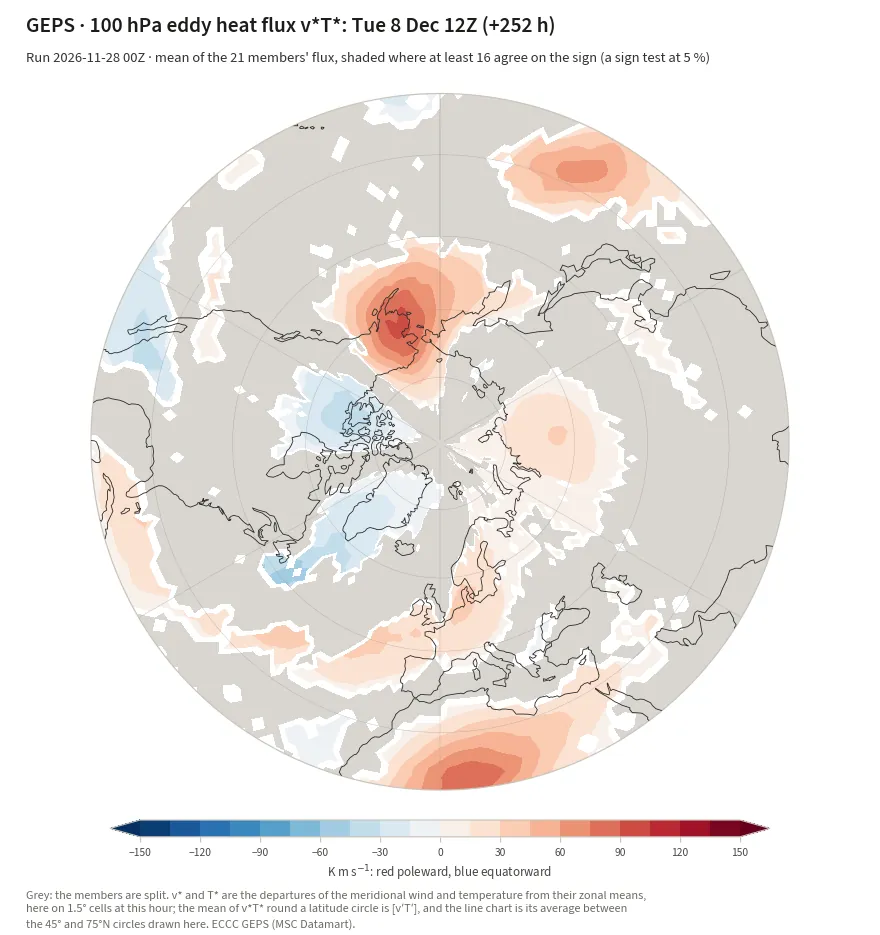 GEPS · 100 hPa eddy heat flux v*T*: Tue 8 Dec 12Z (+252 h)
Run 2026-11-28 00Z · mean of the 21 members' flux, shaded where at least 16 agree on the sign (a sign test at 5 %)
−150 −120 −90 −60 −30 0 30 60 90 120 150
K m s⁻¹: red poleward, blue equatorward
Grey: the members are split. v* and T* are the departures of the meridional wind and temperature from their zonal means,
here on 1.5° cells at this hour; the mean of v*T* round a latitude circle is [v′T′], and the line chart is its average between
the 45° and 75°N circles drawn here. ECCC GEPS (MSC Datamart).